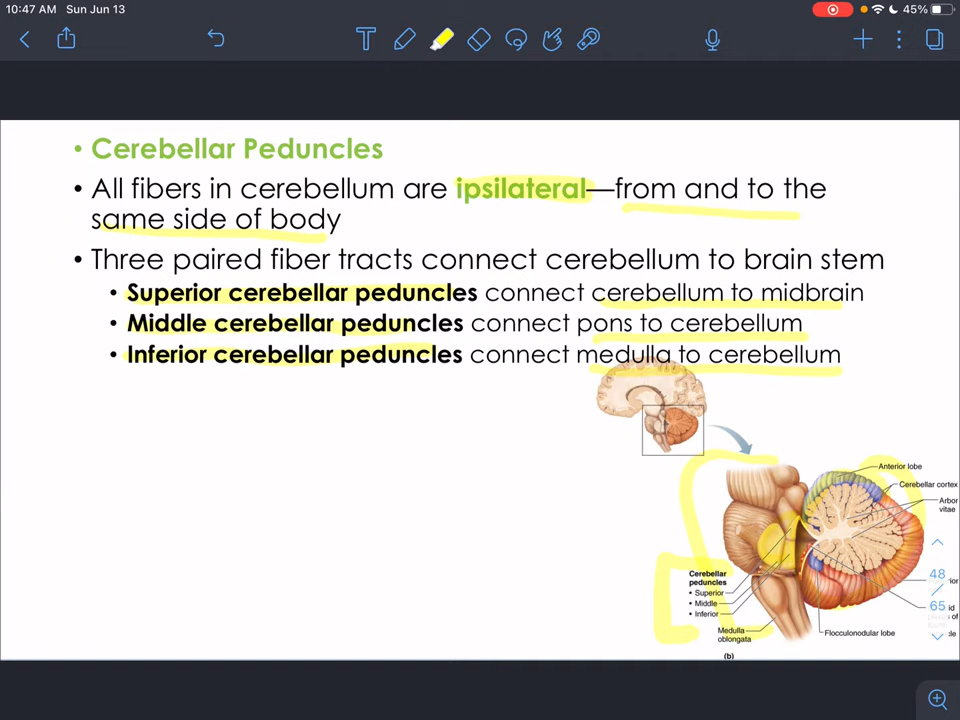 10:47 AM Sun Jun 13
45%
• Cerebellar Peduncles
• All fibers in cerebellum are ipsilateral—from and to the
same side of body
• Three paired fiber tracts connect cerebellum to brain stem
• Superior cerebellar peduncles connect cerebellum to midbrain
• Middle cerebellar peduncles connect pons to cerebellum
• Inferior cerebellar peduncles connect medulla to cerebellum
Anterior lobe
Cerebellar cortex
Arbor
vitae
Cerebellar
peduncles
• Superior
• Middle
• Inferior
Medulla
oblongata
Flocculonodular lobe
(b)
48
65